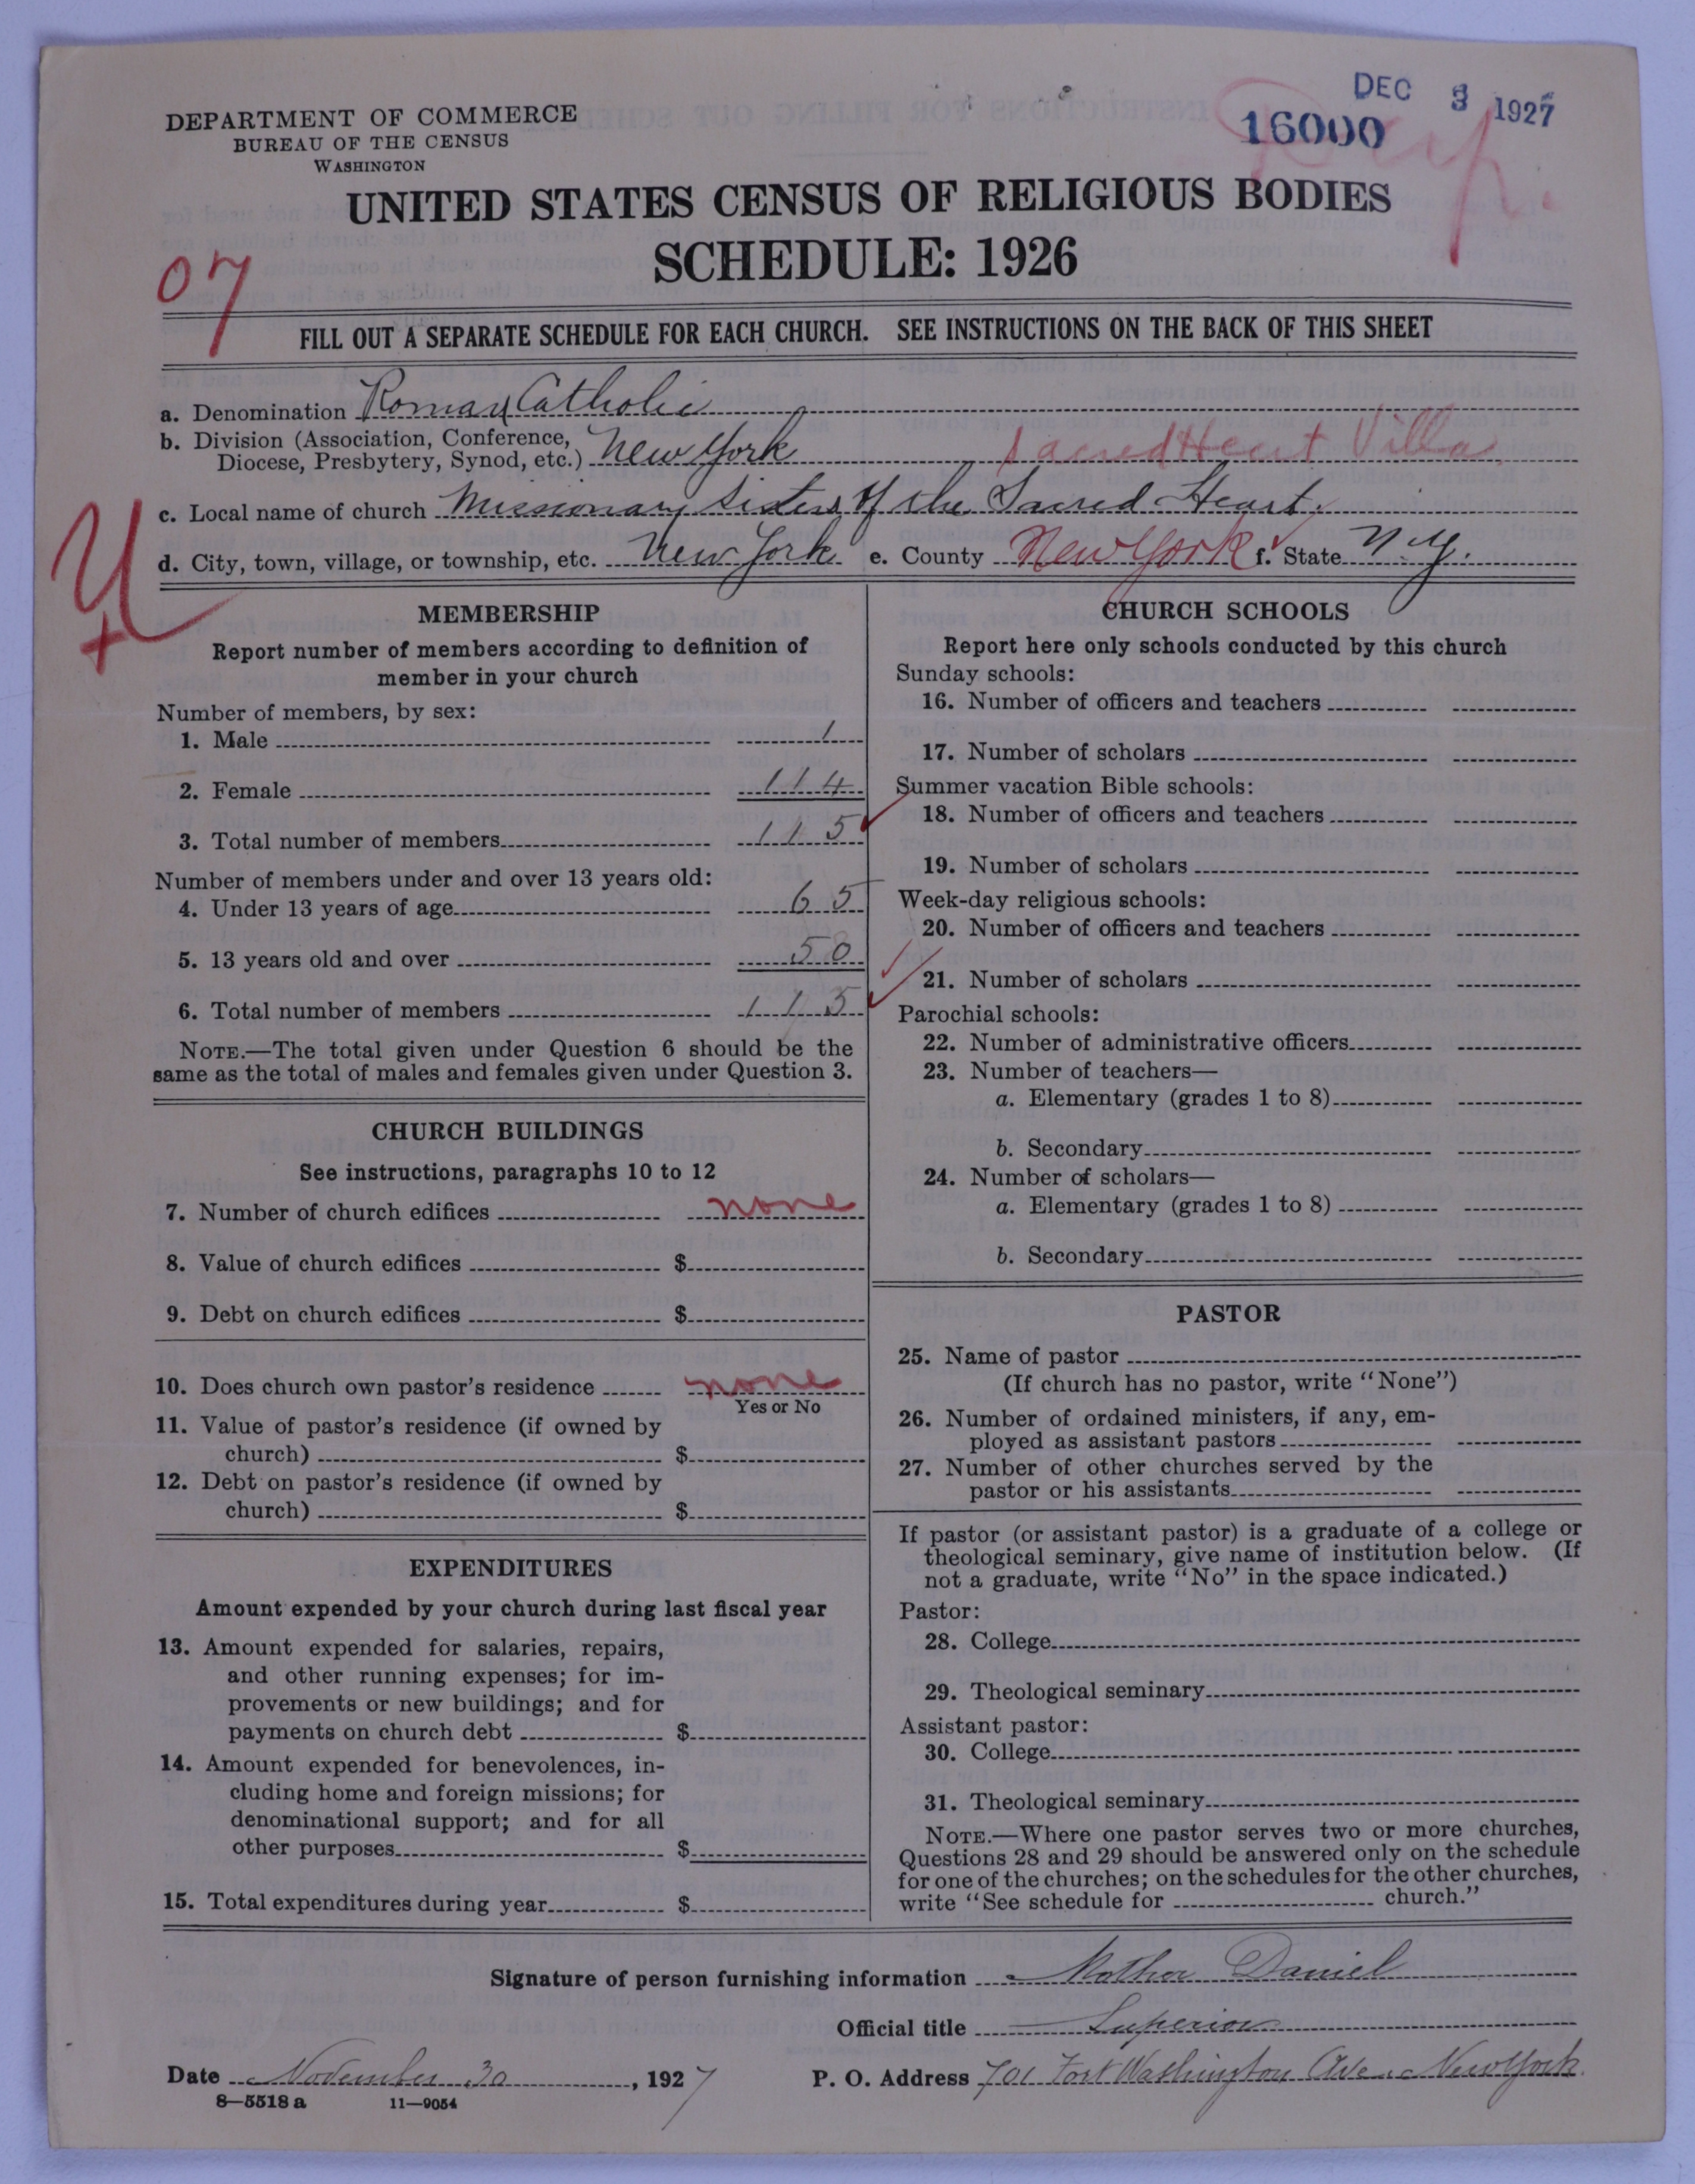 DEC 3 1927
16000
DEPARTMENT OF COMMERCE
BUREAU OF THE CENSUS
WASHINGTON
UNITED STATES CENSUS OF RELIGIOUS BODIES
SCHEDULE: 1926
07
FILL OUT A SEPARATE SCHEDULE FOR EACH CHURCH. SEE INSTRUCTIONS ON THE BACK OF THIS SHEET
a. Denomination Roman Catholic
b. Division (Association, Conference, Diocese, Presbytery, Synod, etc.) New York Sacred Heart Villa
c. Local name of church Missionary Sisters of the Sacred Heart.
d. City, town, village, or township, etc. New York e. County New York f. State N.Y.
MEMBERSHIP
Report number of members according to definition of
member in your church
Number of members, by sex:
1. Male 1
2. Female 114
3. Total number of members 115
Number of members under and over 13 years old:
4. Under 13 years of age 65
5. 13 years old and over 50
6. Total number of members 115
NOTE.—The total given under Question 6 should be the
same as the total of males and females given under Question 3.
CHURCH BUILDINGS
See instructions, paragraphs 10 to 12
7. Number of church edifices none
8. Value of church edifices $
9. Debt on church edifices $
10. Does church own pastor's residence none
Yes or No
11. Value of pastor's residence (if owned by
church) $
12. Debt on pastor's residence (if owned by
church) $
EXPENDITURES
Amount expended by your church during last fiscal year
13. Amount expended for salaries, repairs,
and other running expenses; for im-
provements or new buildings; and for
payments on church debt $
14. Amount expended for benevolences, in-
cluding home and foreign missions; for
denominational support; and for all
other purposes $
15. Total expenditures during year $
CHURCH SCHOOLS
Report here only schools conducted by this church
Sunday schools:
16. Number of officers and teachers
17. Number of scholars
Summer vacation Bible schools:
18. Number of officers and teachers
19. Number of scholars
Week-day religious schools:
20. Number of officers and teachers
21. Number of scholars
Parochial schools:
22. Number of administrative officers
23. Number of teachers—
a. Elementary (grades 1 to 8)
b. Secondary
24. Number of scholars—
a. Elementary (grades 1 to 8)
b. Secondary
PASTOR
25. Name of pastor
(If church has no pastor, write "None")
26. Number of ordained ministers, if any, em-
ployed as assistant pastors
27. Number of other churches served by the
pastor or his assistants
If pastor (or assistant pastor) is a graduate of a college or
theological seminary, give name of institution below. (If
not a graduate, write "No" in the space indicated.)
Pastor:
28. College
29. Theological seminary
Assistant pastor:
30. College
31. Theological seminary
NOTE.—Where one pastor serves two or more churches,
Questions 28 and 29 should be answered only on the schedule
for one of the churches; on the schedules for the other churches,
write "See schedule for church."
Signature of person furnishing information Mother Daniel
Official title Superior
Date November 30, 1927 P. O. Address 701 Fort Washington Ave. New York
8—5518 a 11—9054